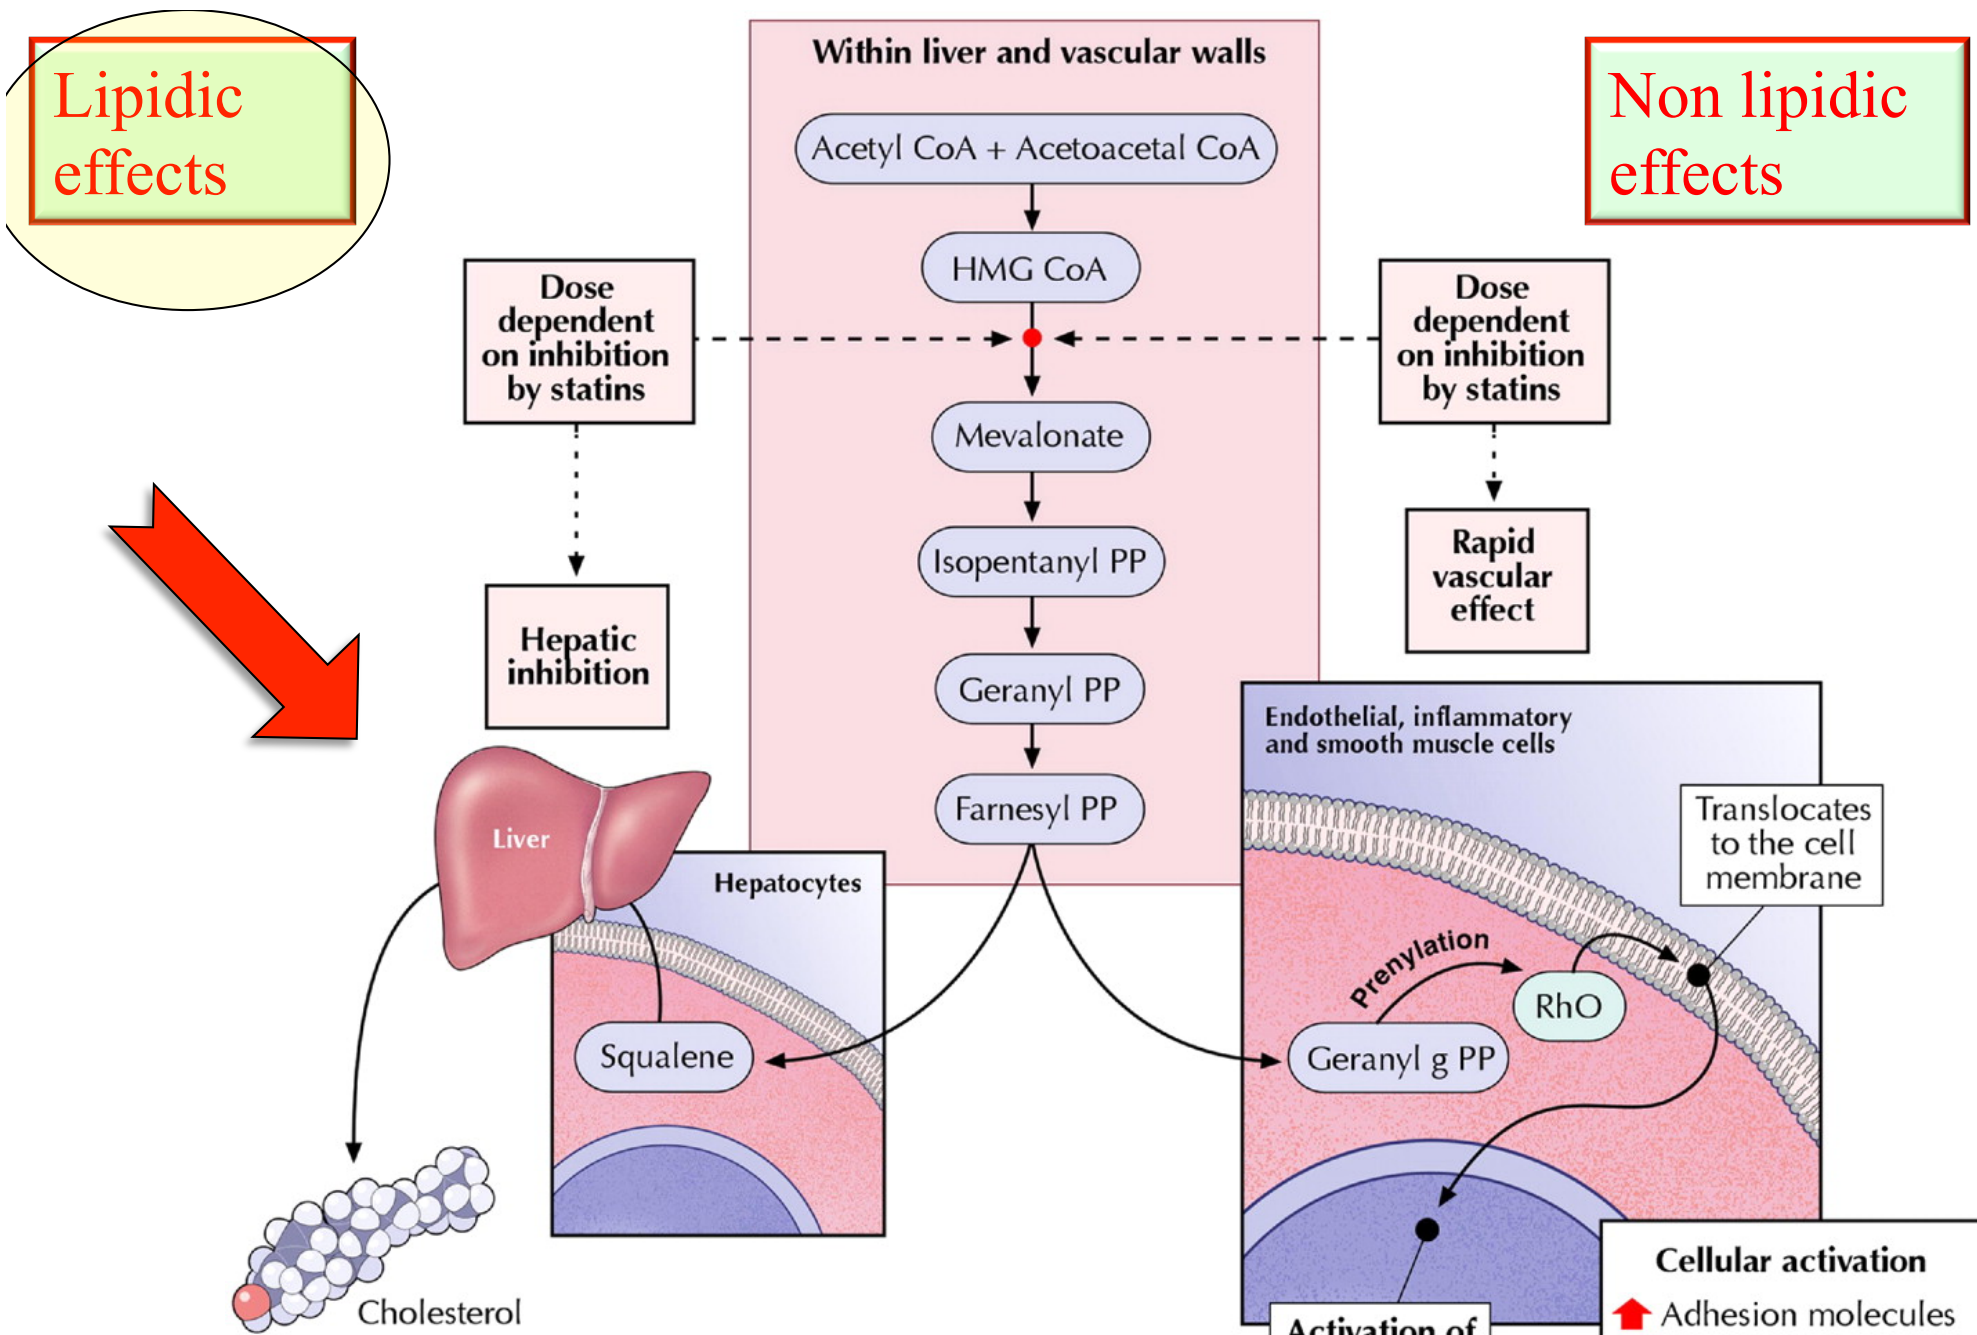 Lipidic
effects
Within liver and vascular walls
Non lipidic
effects
Acetyl CoA + Acetoacetal CoA
HMG CoA
Dose
dependent
on inhibition
by statins
Dose
dependent
on inhibition
by statins
Mevalonate
Isopentanyl PP
Rapid
vascular
effect
Hepatic
inhibition
Geranyl PP
Farnesyl PP
Endothelial, inflammatory
and smooth muscle cells
Translocates
to the cell
membrane
Liver
Hepatocytes
Prenylation
RhO
Squalene
Geranyl g PP
Cholesterol
Cellular activation
Adhesion molecules
Activation of